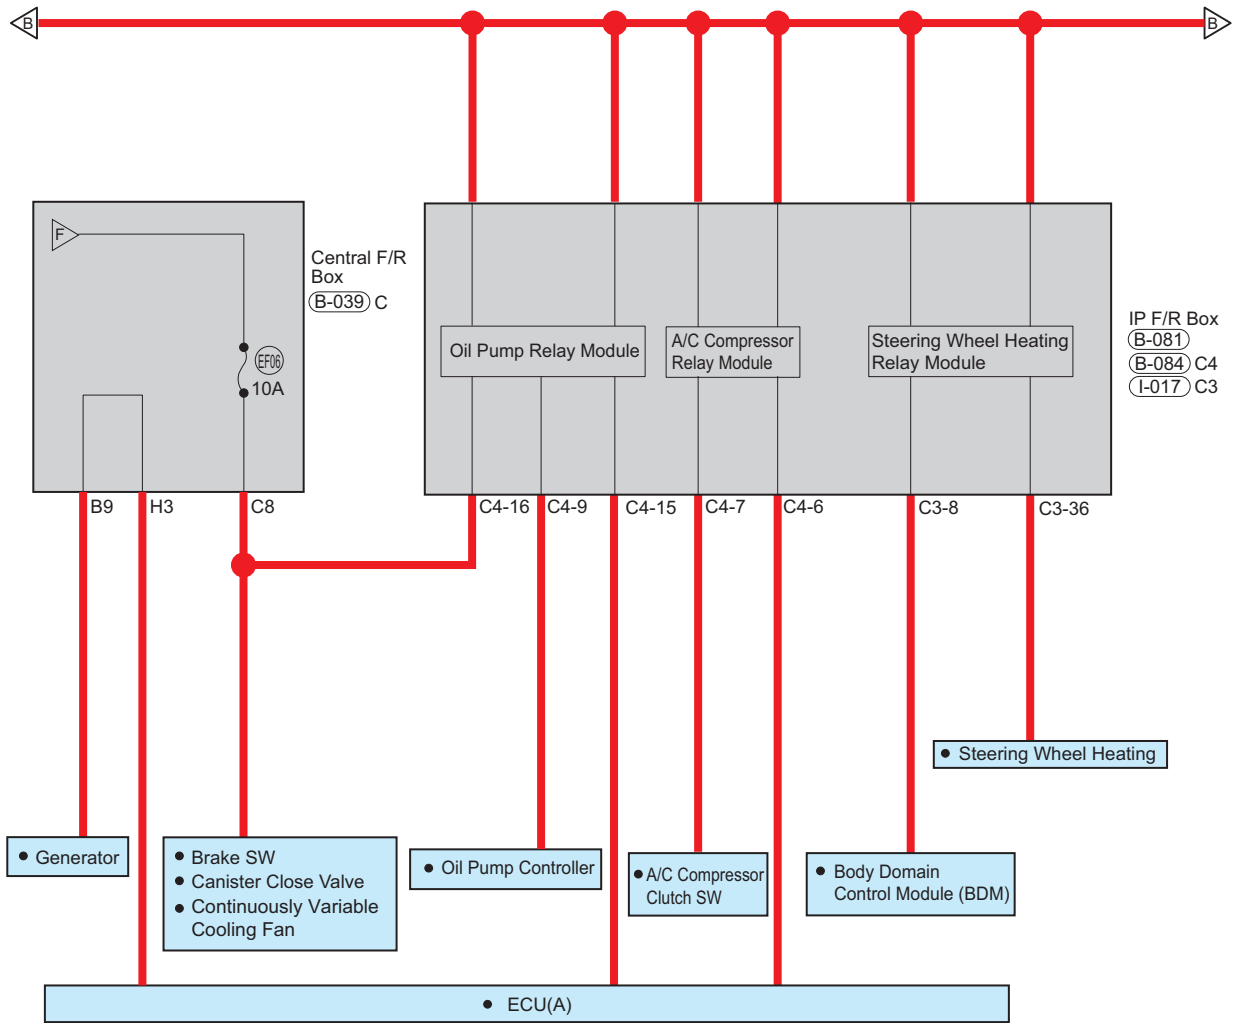 B
B
F
EF06
10A
Central F/R
Box
B-039 C
Oil Pump Relay Module
A/C Compressor
Relay Module
Steering Wheel Heating
Relay Module
IP F/R Box
B-081
B-084 C4
I-017 C3
B9
H3
C8
C4-16
C4-9
C4-15
C4-7
C4-6
C3-8
C3-36
• Steering Wheel Heating
• Generator
• Brake SW
• Canister Close Valve
• Continuously Variable
Cooling Fan
• Oil Pump Controller
• A/C Compressor
Clutch SW
• Body Domain
Control Module (BDM)
• ECU(A)